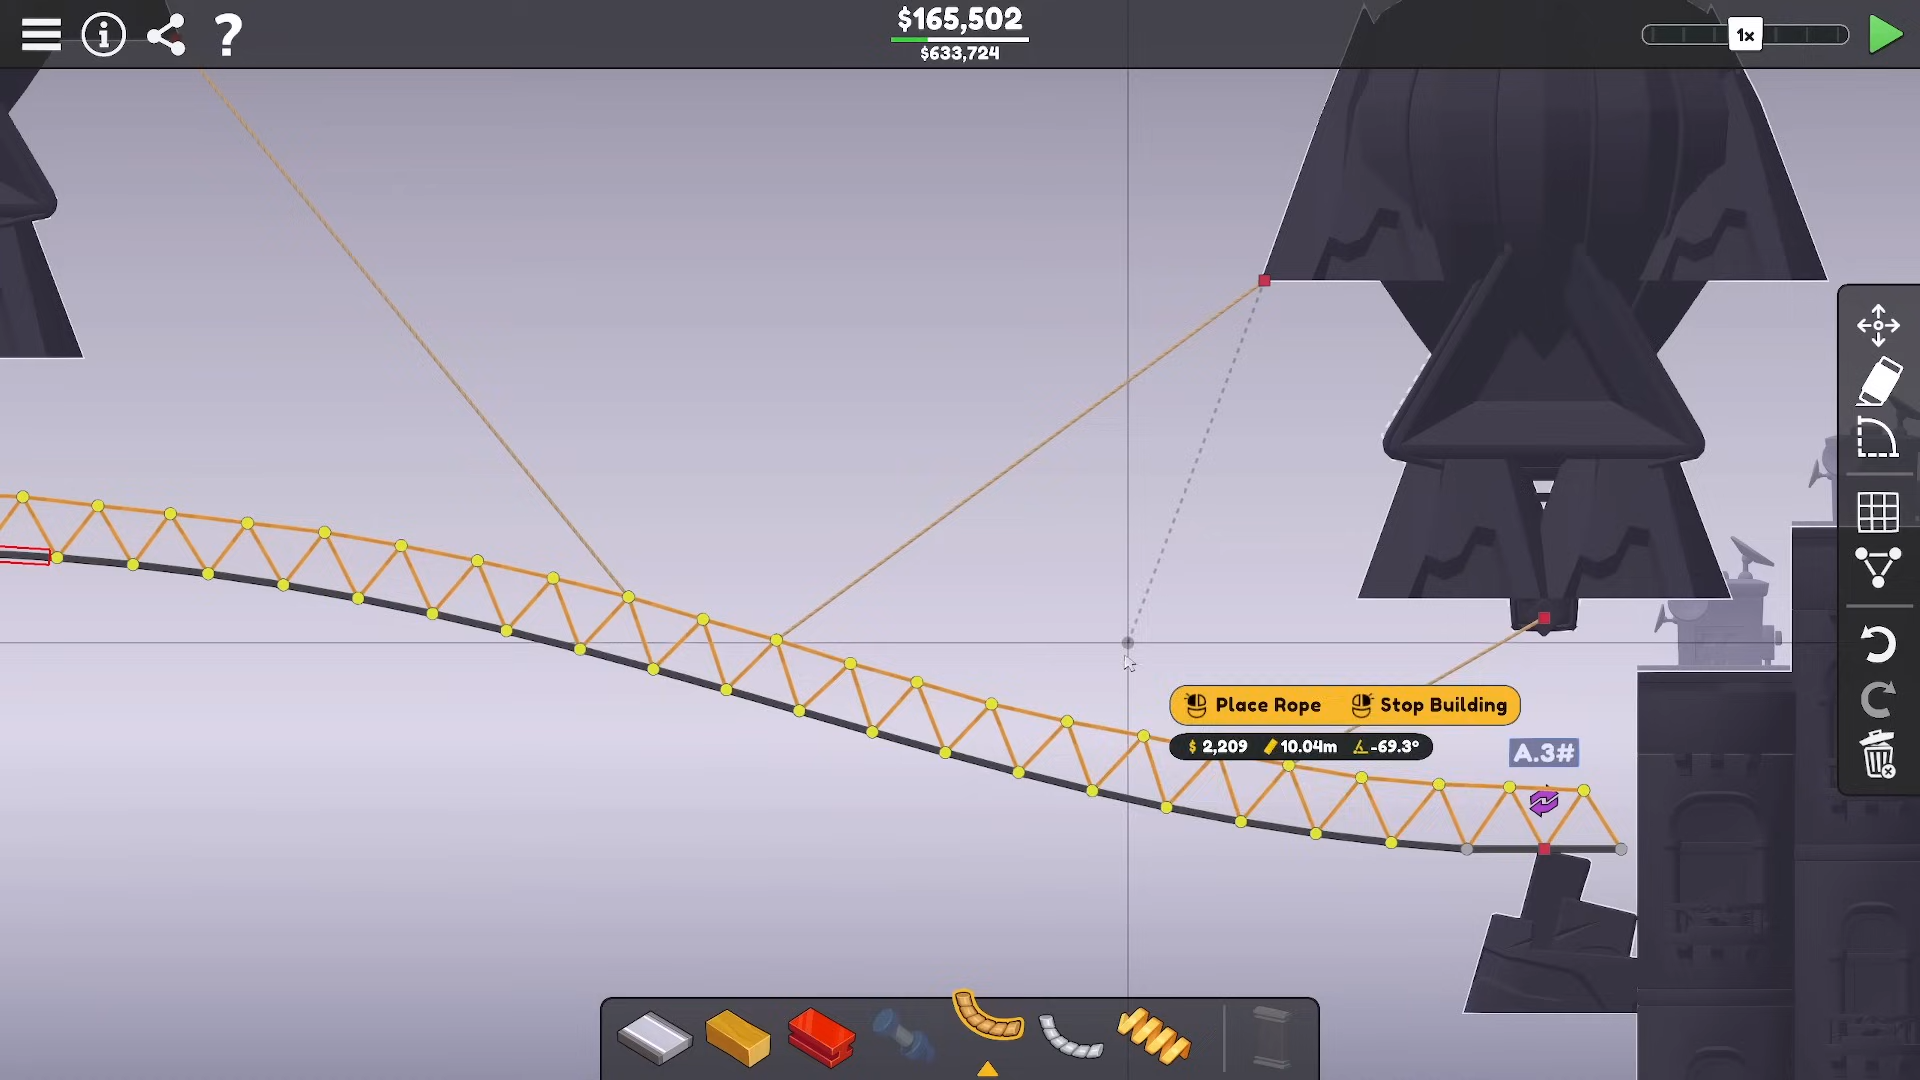 ?
$165,502
$633,724
1x
Place Rope
Stop Building
$ 2,209
10.04m
-69.3°
A.3#